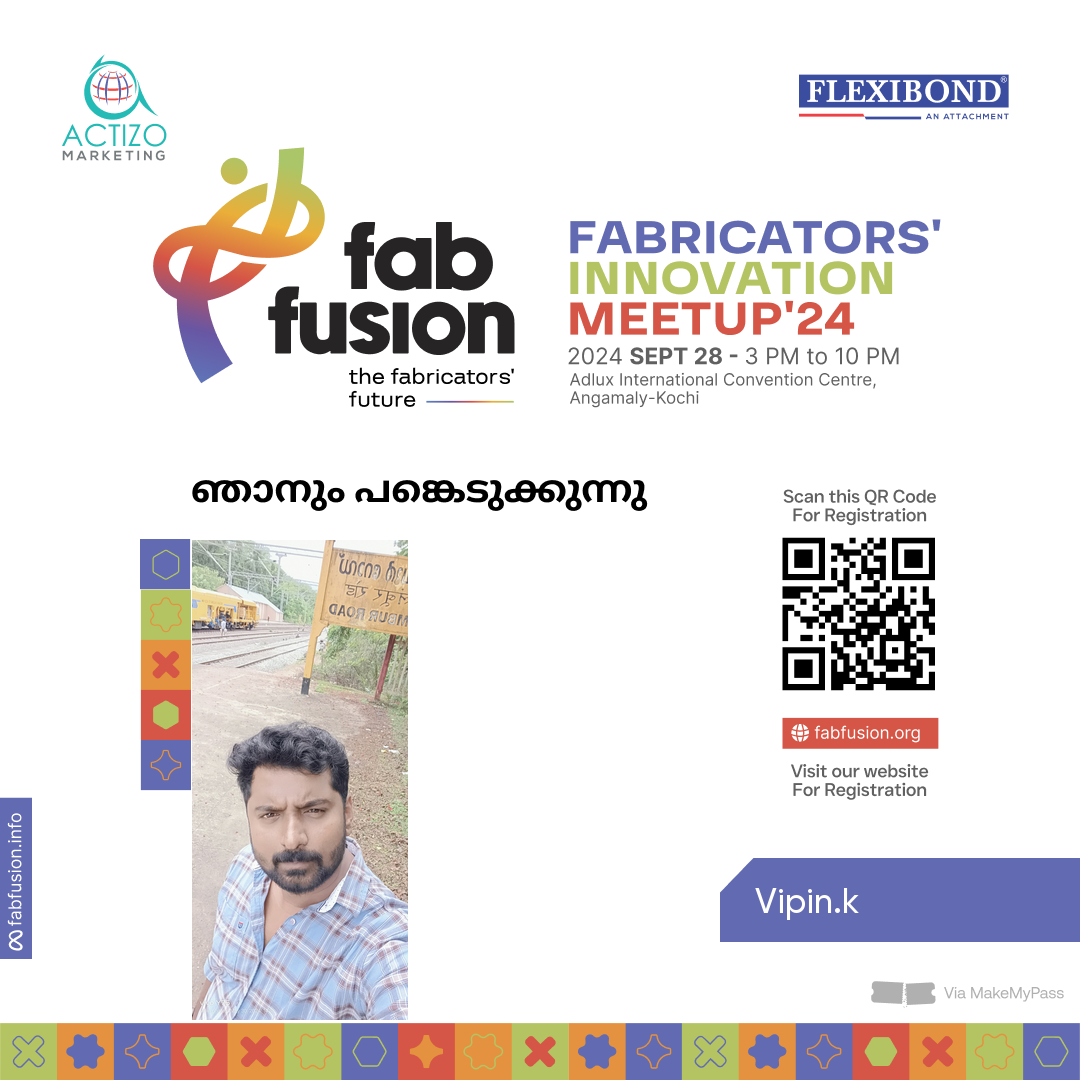 ACTIZO
MARKETING
FLEXIBOND®
AN ATTACHMENT
fab
fusion
the fabricators'
future
FABRICATORS'
INNOVATION
MEETUP'24
2024 SEPT 28 - 3 PM to 10 PM
Adlux International Convention Centre,
Angamaly-Kochi
ഞാനും പങ്കെടുക്കുന്നു
Scan this QR Code
For Registration
fabfusion.org
Visit our website
For Registration
MBUR ROAD
fabfusion.info
Vipin.k
Via MakeMyPass